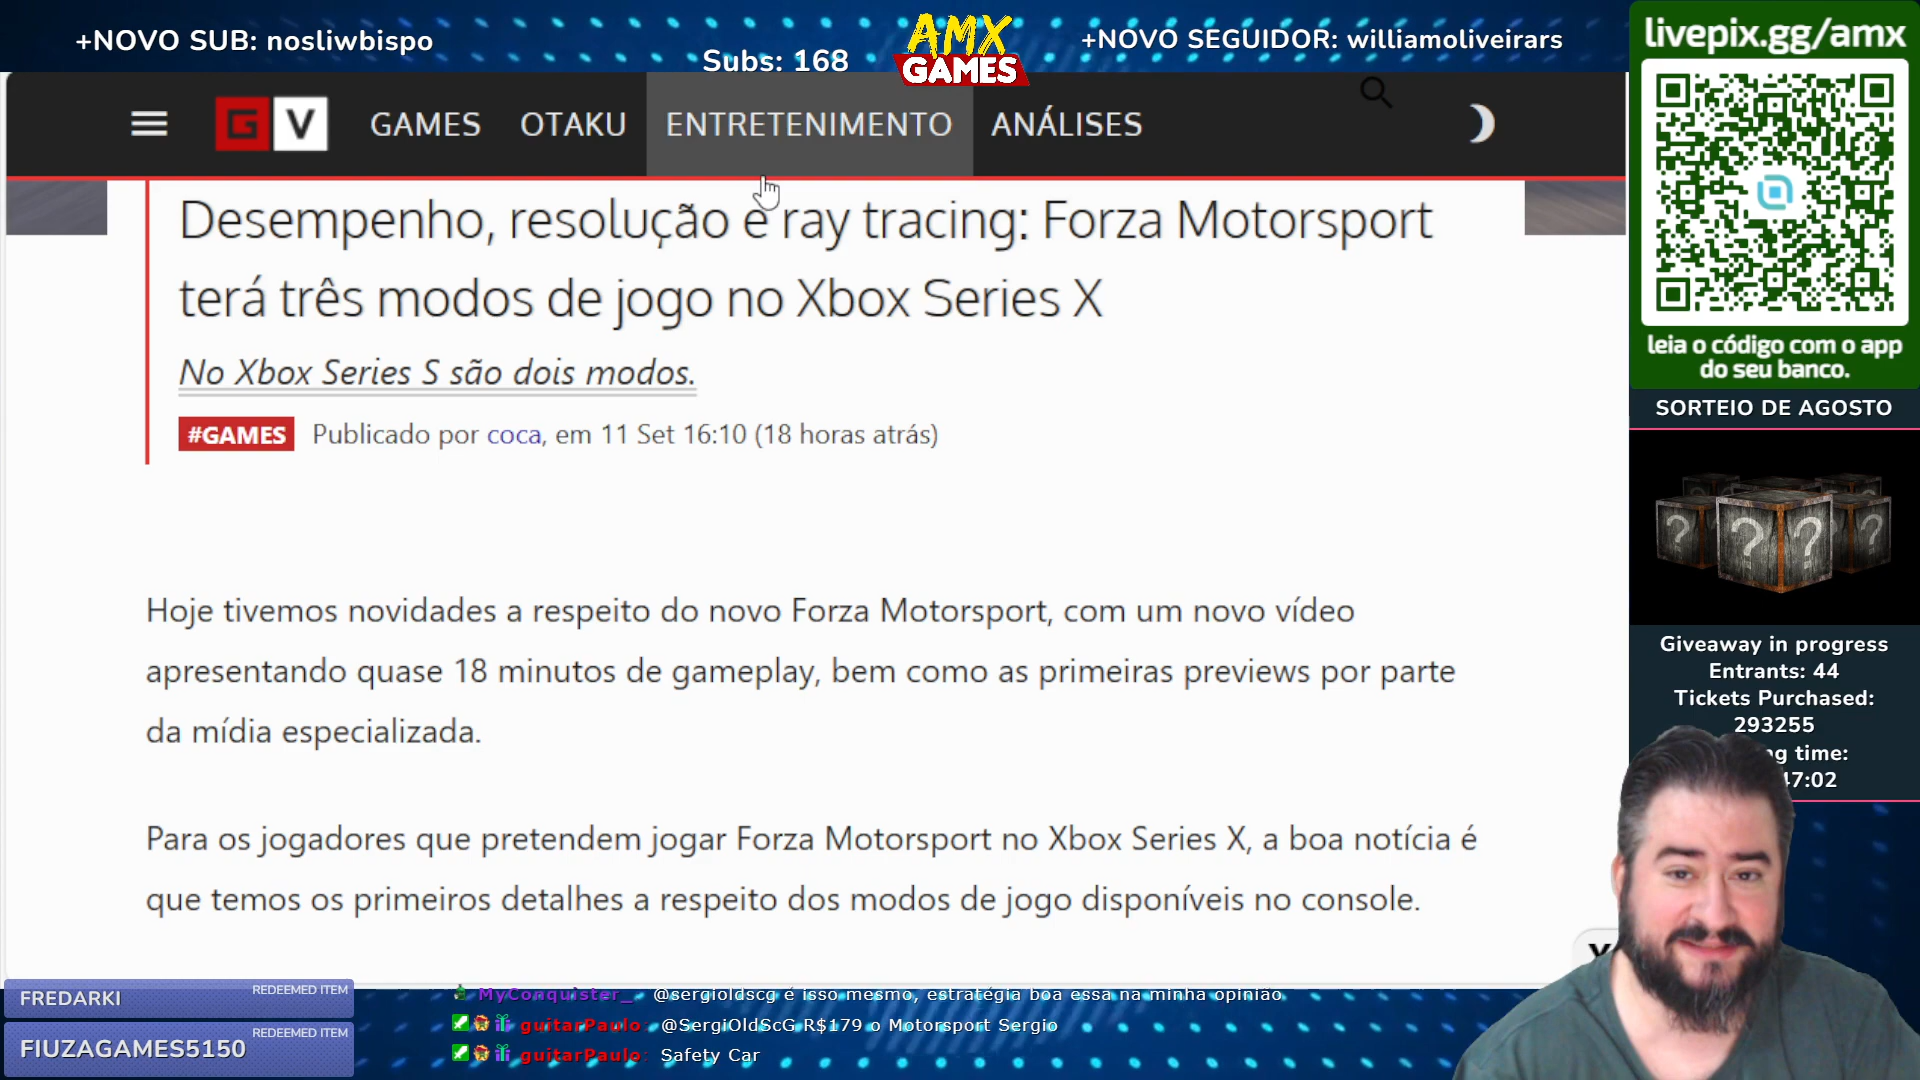 +NOVO SUB: nosliwbispo
Subs: 168
AMX
GAMES
+NOVO SEGUIDOR: williamoliveirars
livepix.gg/amx
G V
GAMES
OTAKU
ENTRETENIMENTO
ANÁLISES
Desempenho, resolução e ray tracing: Forza Motorsport
terá três modos de jogo no Xbox Series X
No Xbox Series S são dois modos.
#GAMES Publicado por coca, em 11 Set 16:10 (18 horas atrás)
Hoje tivemos novidades a respeito do novo Forza Motorsport, com um novo vídeo
apresentando quase 18 minutos de gameplay, bem como as primeiras previews por parte
da mídia especializada.
Para os jogadores que pretendem jogar Forza Motorsport no Xbox Series X, a boa notícia é
que temos os primeiros detalhes a respeito dos modos de jogo disponíveis no console.
leia o código com o app
do seu banco.
SORTEIO DE AGOSTO
? ? ? ? ?
Giveaway in progress
Entrants: 44
Tickets Purchased:
293255
time:
47:02
FREDARKI REDEEMED ITEM
FIUZAGAMES5150 REDEEMED ITEM
MyConquister_: @sergioldscg é isso mesmo, estratégia boa essa na minha opinião
guitarPaulo: @SergiOldScG R$179 o Motorsport Sergio
guitarPaulo: Safety Car